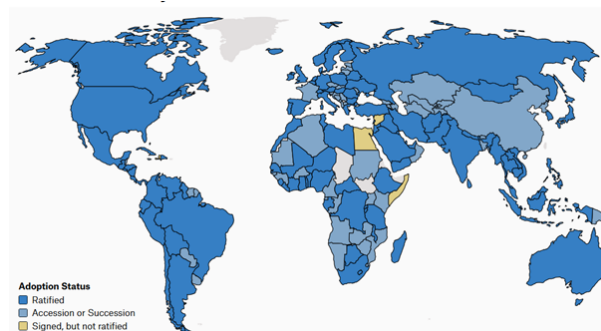 Adoption Status
Ratified
Accession or Succession
Signed, but not ratified